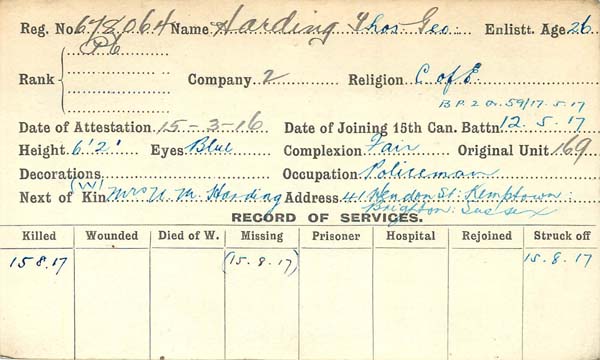 Reg. No. 678064 Name Harding Thos. Geo. Enlistt. Age 26
Pte
Rank Company 2 Religion C of E.
B.P. 2 O. 59/17.5.17
Date of Attestation 15-3-16 Date of Joining 15th Can. Battn. 12.5.17
Height 6'2" Eyes Blue Complexion Fair Original Unit 169
Decorations Occupation Policeman
Next of Kin (W) Mrs U. M. Harding Address 41 Hendon St: Kemptown:
Brighton: Sussex
RECORD OF SERVICES.
Killed Wounded Died of W. Missing Prisoner Hospital Rejoined Struck off
15.8.17 (15.8.17) 15.8.17